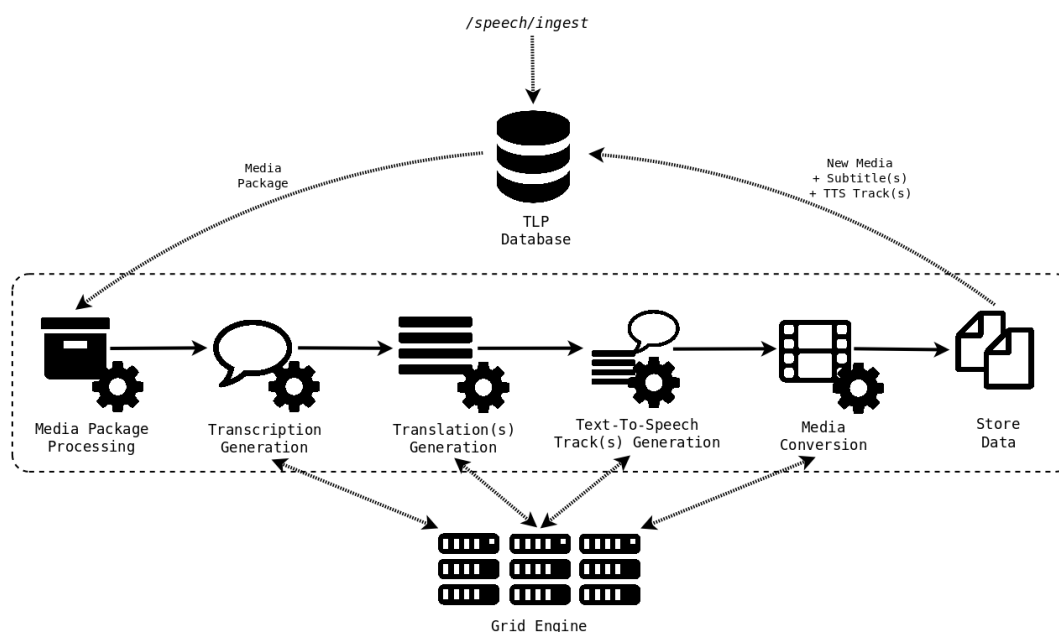 /speech/ingest
Media
Package
New Media
+ Subtitle(s)
+ TTS Track(s)
TLP
Database
Media Package
Processing
Transcription
Generation
Translation(s)
Generation
Text-To-Speech
Track(s) Generation
Media
Conversion
Store
Data
Grid Engine